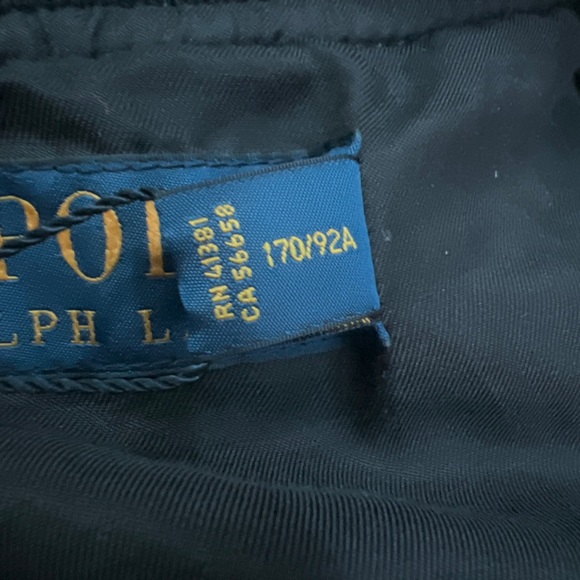 POL
LPH L
RN 41381
CA 56658
170/92A